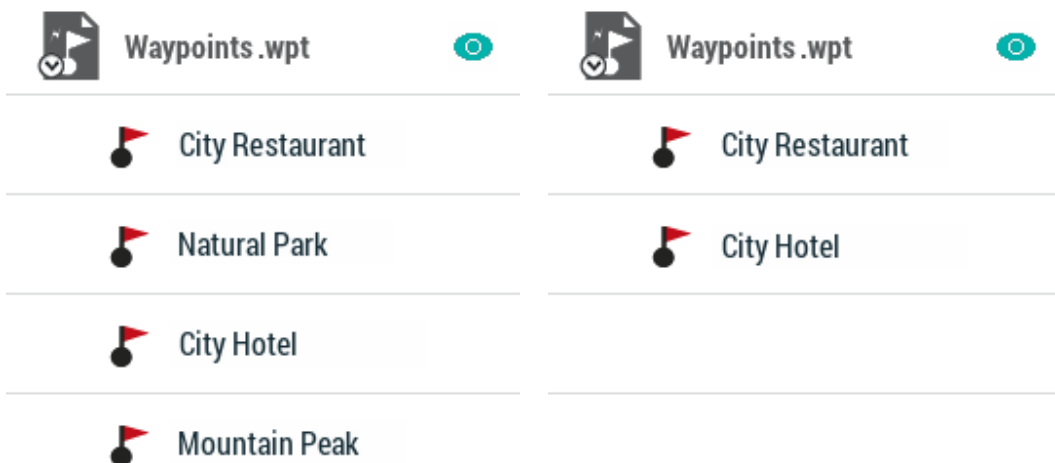 Waypoints .wpt
City Restaurant
Natural Park
City Hotel
Mountain Peak
Waypoints .wpt
City Restaurant
City Hotel